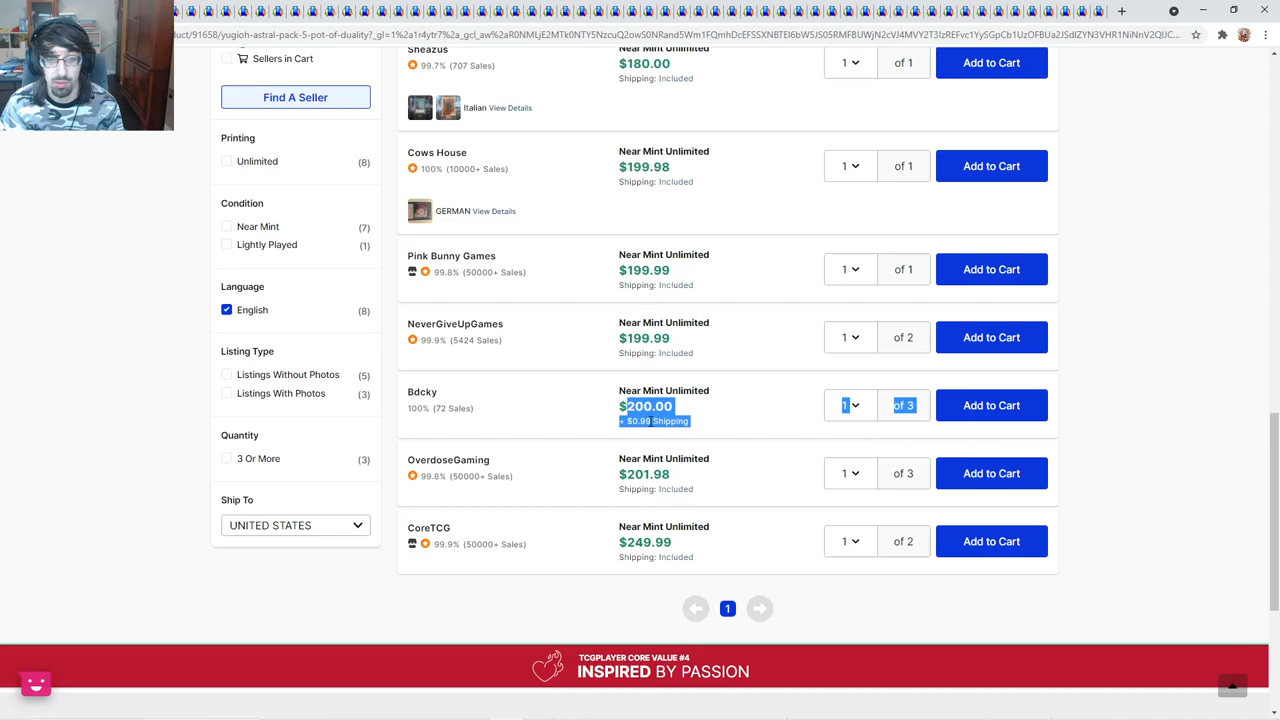 duct/91658/yugioh-astral-pack-5-pot-of-duality?_gl=1%2a1r4ytr7%2a_gcl_aw%2aR0NMLjE2MTk0NTY5NzcuQ2owS
Sheazus
99.7% (707 Sales)
$180.00
Shipping: Included
1
of 1
Add to Cart
Italian View Details
Sellers in Cart
Find A Seller
Printing
Unlimited
(8)
Condition
Near Mint
(7)
Lightly Played
(1)
Language
English
(8)
Listing Type
Listings Without Photos
(5)
Listings With Photos
(3)
Quantity
3 Or More
(3)
Ship To
UNITED STATES
Cows House
100% (10000+ Sales)
Near Mint Unlimited
$199.98
Shipping: Included
1
of 1
Add to Cart
GERMAN View Details
Pink Bunny Games
99.8% (50000+ Sales)
Near Mint Unlimited
$199.99
Shipping: Included
1
of 1
Add to Cart
NeverGiveUpGames
99.9% (5424 Sales)
Near Mint Unlimited
$199.99
Shipping: Included
1
of 2
Add to Cart
Bdcky
100% (72 Sales)
Near Mint Unlimited
$200.00
+ $0.99 Shipping
1
of 3
Add to Cart
OverdoseGaming
99.8% (50000+ Sales)
Near Mint Unlimited
$201.98
Shipping: Included
1
of 3
Add to Cart
CoreTCG
99.9% (50000+ Sales)
Near Mint Unlimited
$249.99
Shipping: Included
1
of 2
Add to Cart
1
TCGPLAYER CORE VALUE #4
INSPIRED BY PASSION